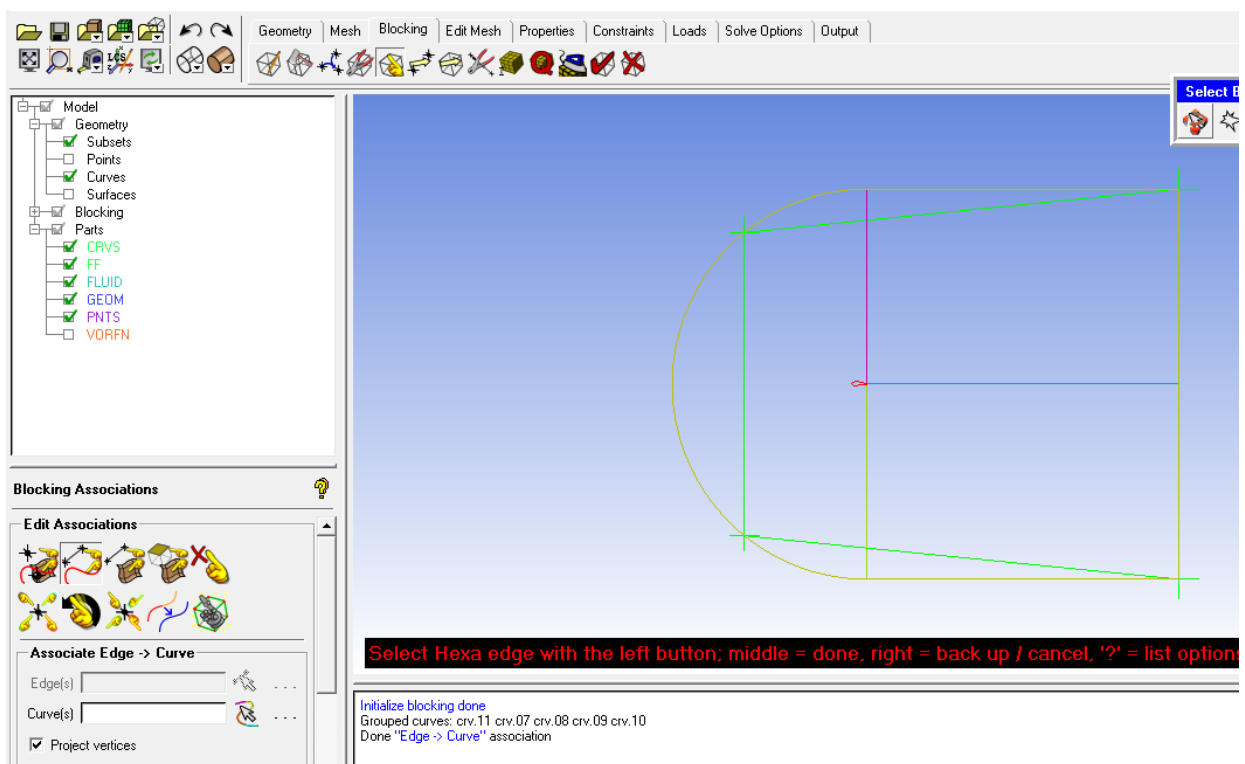 Geometry Mesh Blocking Edit Mesh Properties Constraints Loads Solve Options Output
LCS
Select B
Model
Geometry
Subsets
Points
Curves
Surfaces
Blocking
Parts
CRVS
FF
FLUID
GEOM
PNTS
VORFN
Blocking Associations
Edit Associations
Associate Edge -> Curve
Edge(s) ...
Curve(s) ...
Project vertices
Select Hexa edge with the left button; middle = done, right = back up / cancel, '?' = list options
Initialize blocking done
Grouped curves: crv.11 crv.07 crv.08 crv.09 crv.10
Done "Edge -> Curve" association